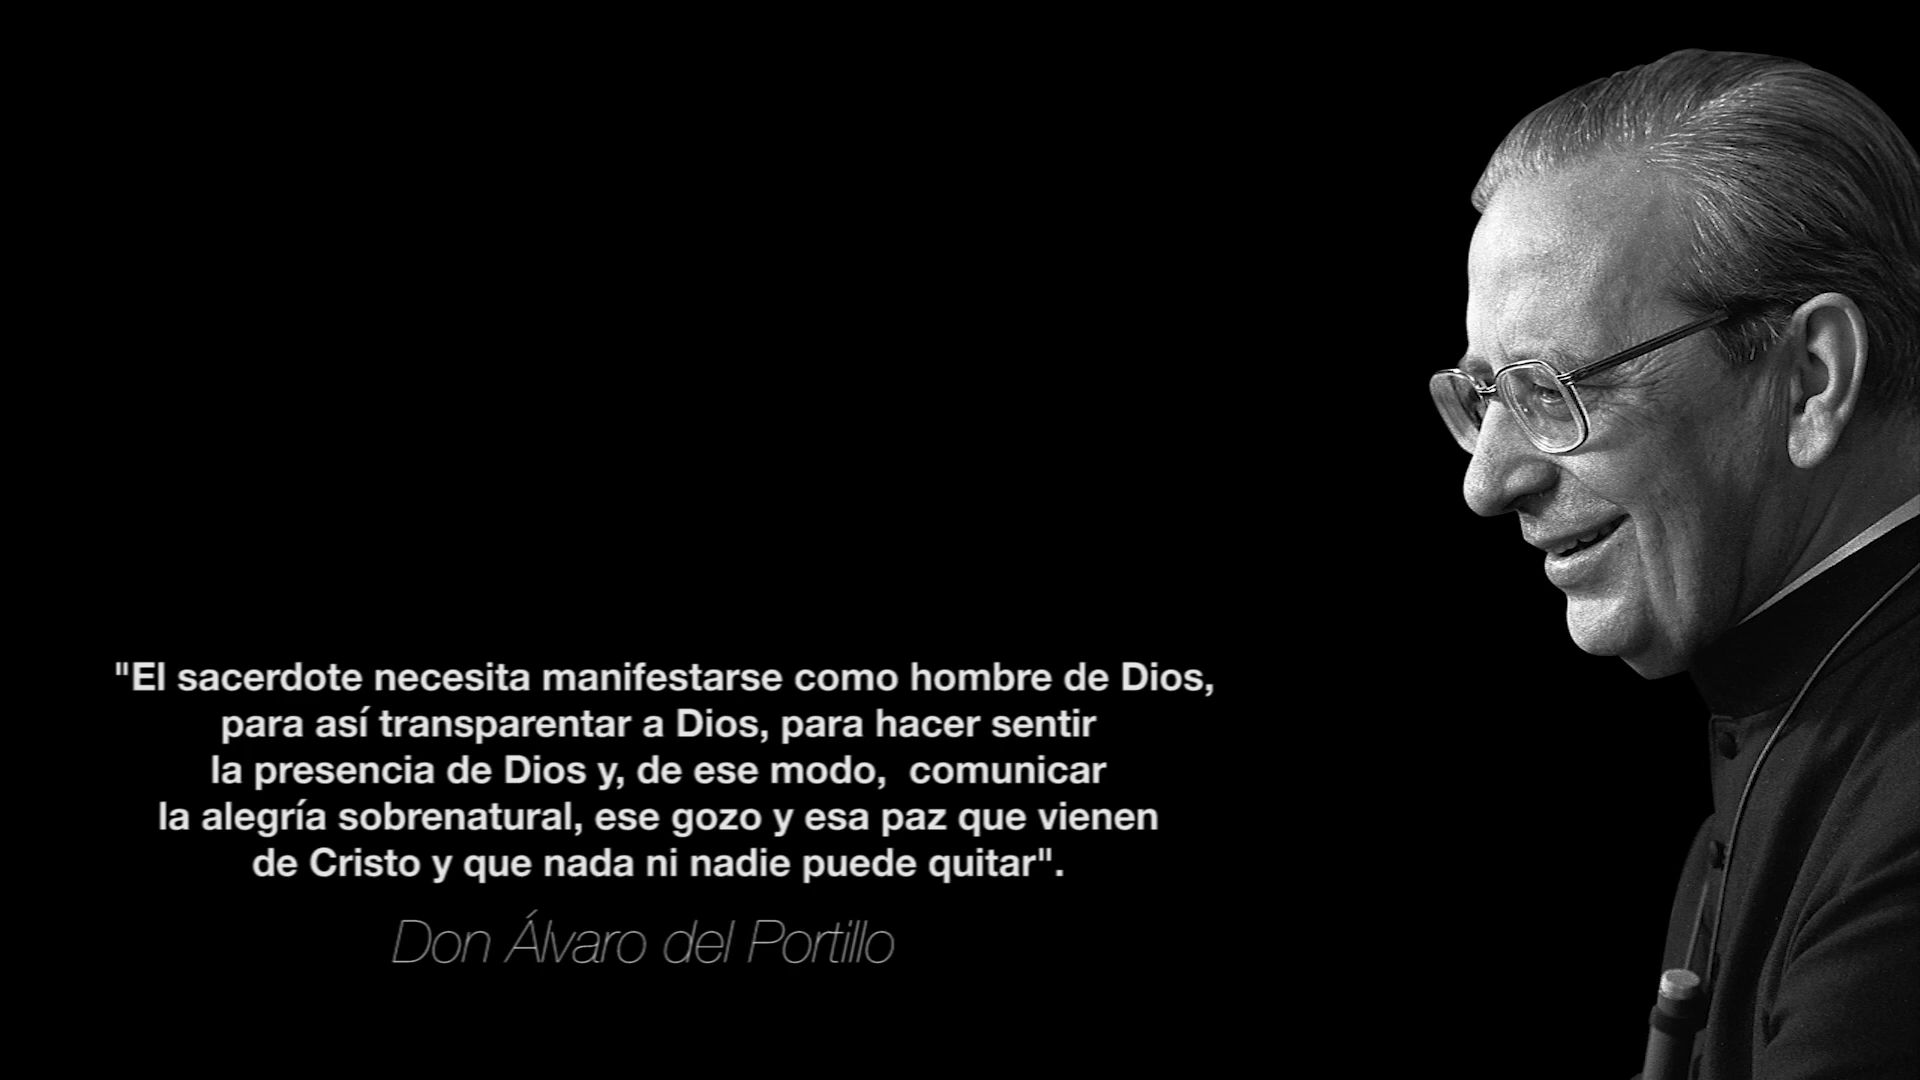 "El sacerdote necesita manifestarse como hombre de Dios,
para así transparentar a Dios, para hacer sentir
la presencia de Dios y, de ese modo,  comunicar
la alegría sobrenatural, ese gozo y esa paz que vienen
de Cristo y que nada ni nadie puede quitar".
Don Álvaro del Portillo